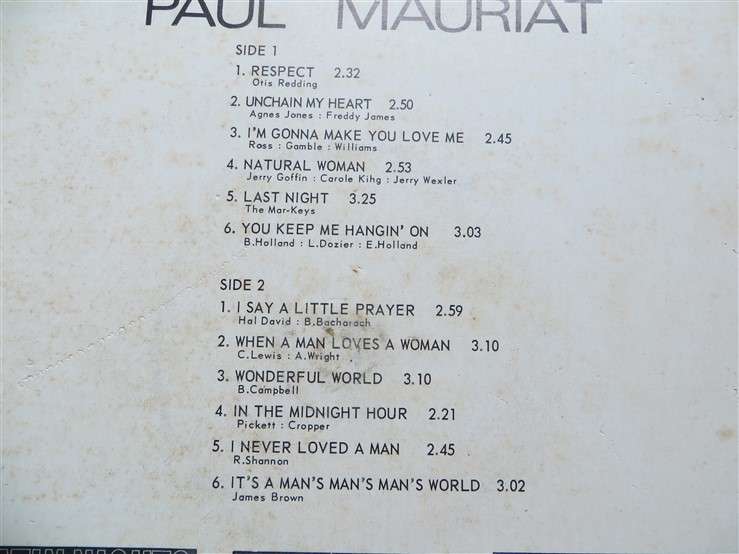 PAUL MAURIAT
SIDE 1
1. RESPECT 2.32
Otis Redding
2. UNCHAIN MY HEART 2.50
Agnes Jones : Freddy James
3. I'M GONNA MAKE YOU LOVE ME 2.45
Ross : Gamble : Williams
4. NATURAL WOMAN 2.53
Jerry Goffin : Carole Kihg : Jerry Wexler
5. LAST NIGHT 3.25
The Mar-Keys
6. YOU KEEP ME HANGIN' ON 3.03
B.Holland : L.Dozier : E.Holland
SIDE 2
1. I SAY A LITTLE PRAYER 2.59
Hal David : B.Bacharach
2. WHEN A MAN LOVES A WOMAN 3.10
C.Lewis : A.Wright
3. WONDERFUL WORLD 3.10
B.Campbell
4. IN THE MIDNIGHT HOUR 2.21
Pickett : Cropper
5. I NEVER LOVED A MAN 2.45
R.Shannon
6. IT'S A MAN'S MAN'S MAN'S WORLD 3.02
James Brown